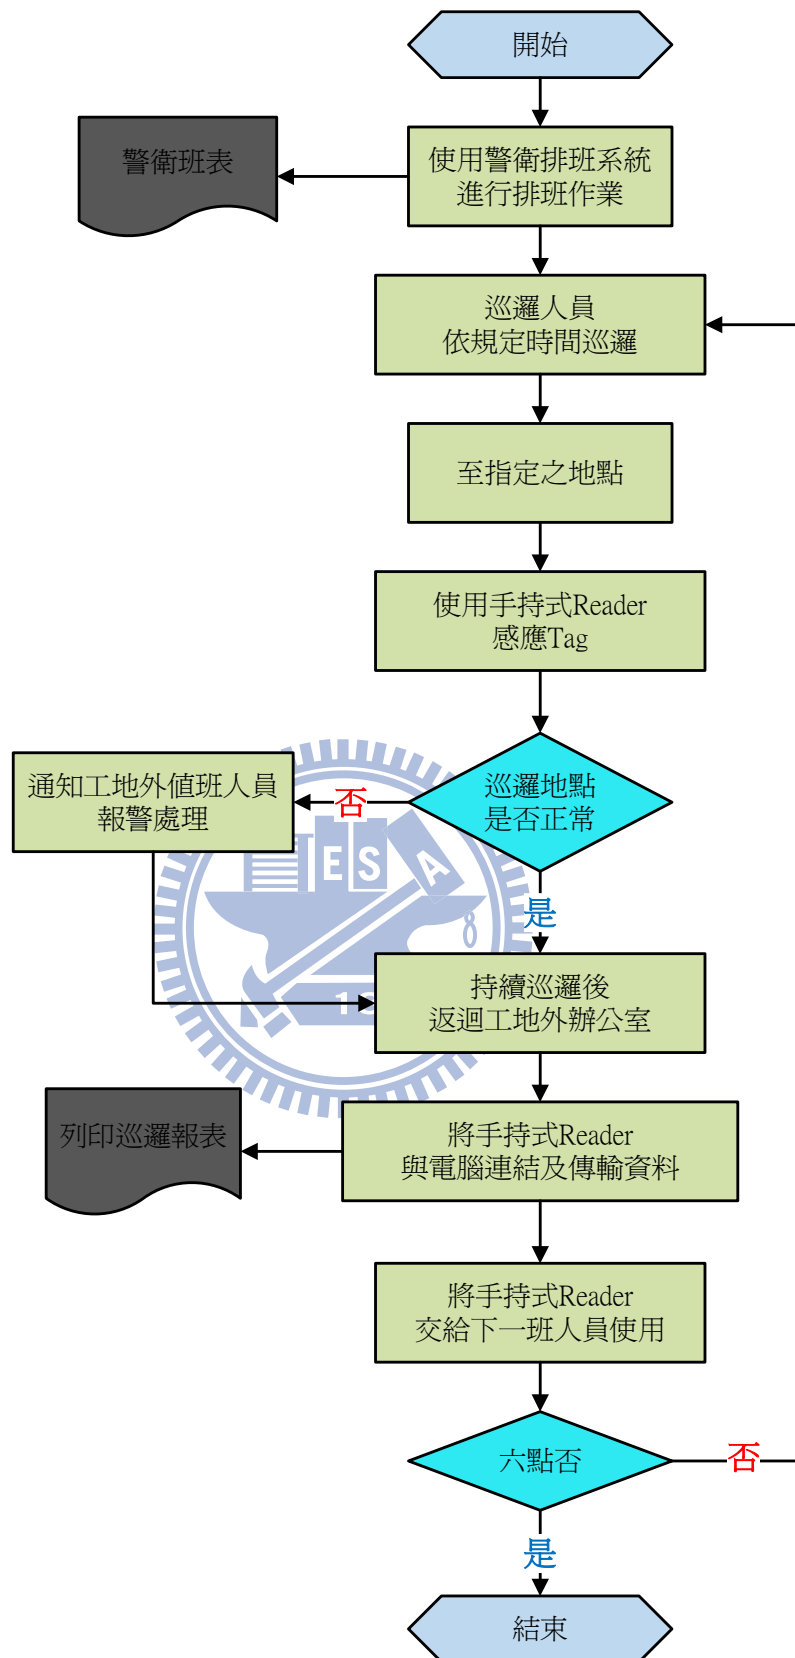 開始
警衛班表
使用警衛排班系統
進行排班作業
巡邏人員
依規定時間巡邏
至指定之地點
使用手持式Reader
感應Tag
通知工地外值班人員
報警處理
否
巡邏地點
是否正常
E S A
是
8
持續巡邏後
返迴工地外辦公室
列印巡邏報表
將手持式Reader
與電腦連結及傳輸資料
將手持式Reader
交給下一班人員使用
六點否
否
是
結束